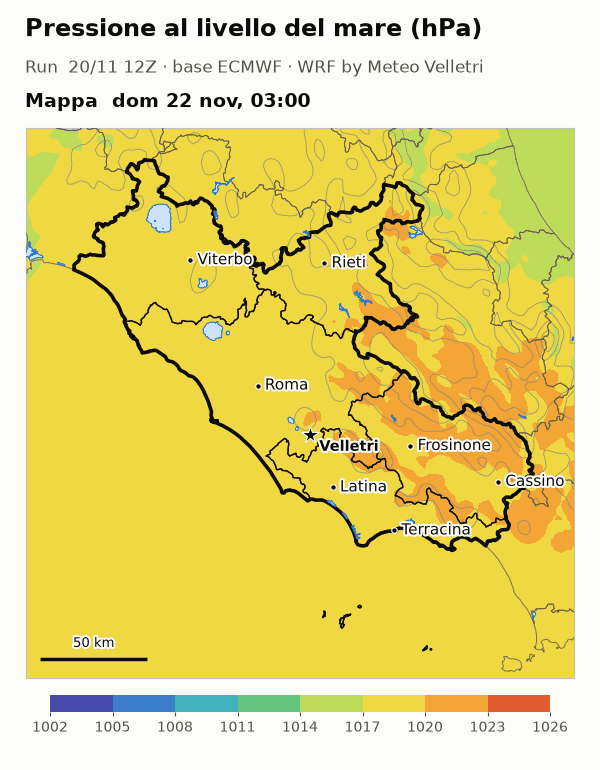 Pressione al livello del mare (hPa)
Run  20/11 12Z · base ECMWF · WRF by Meteo Velletri
Mappa  dom 22 nov, 03:00
Viterbo
Rieti
Roma
Velletri
Frosinone
Latina
Cassino
Terracina
50 km
1002 1005 1008 1011 1014 1017 1020 1023 1026